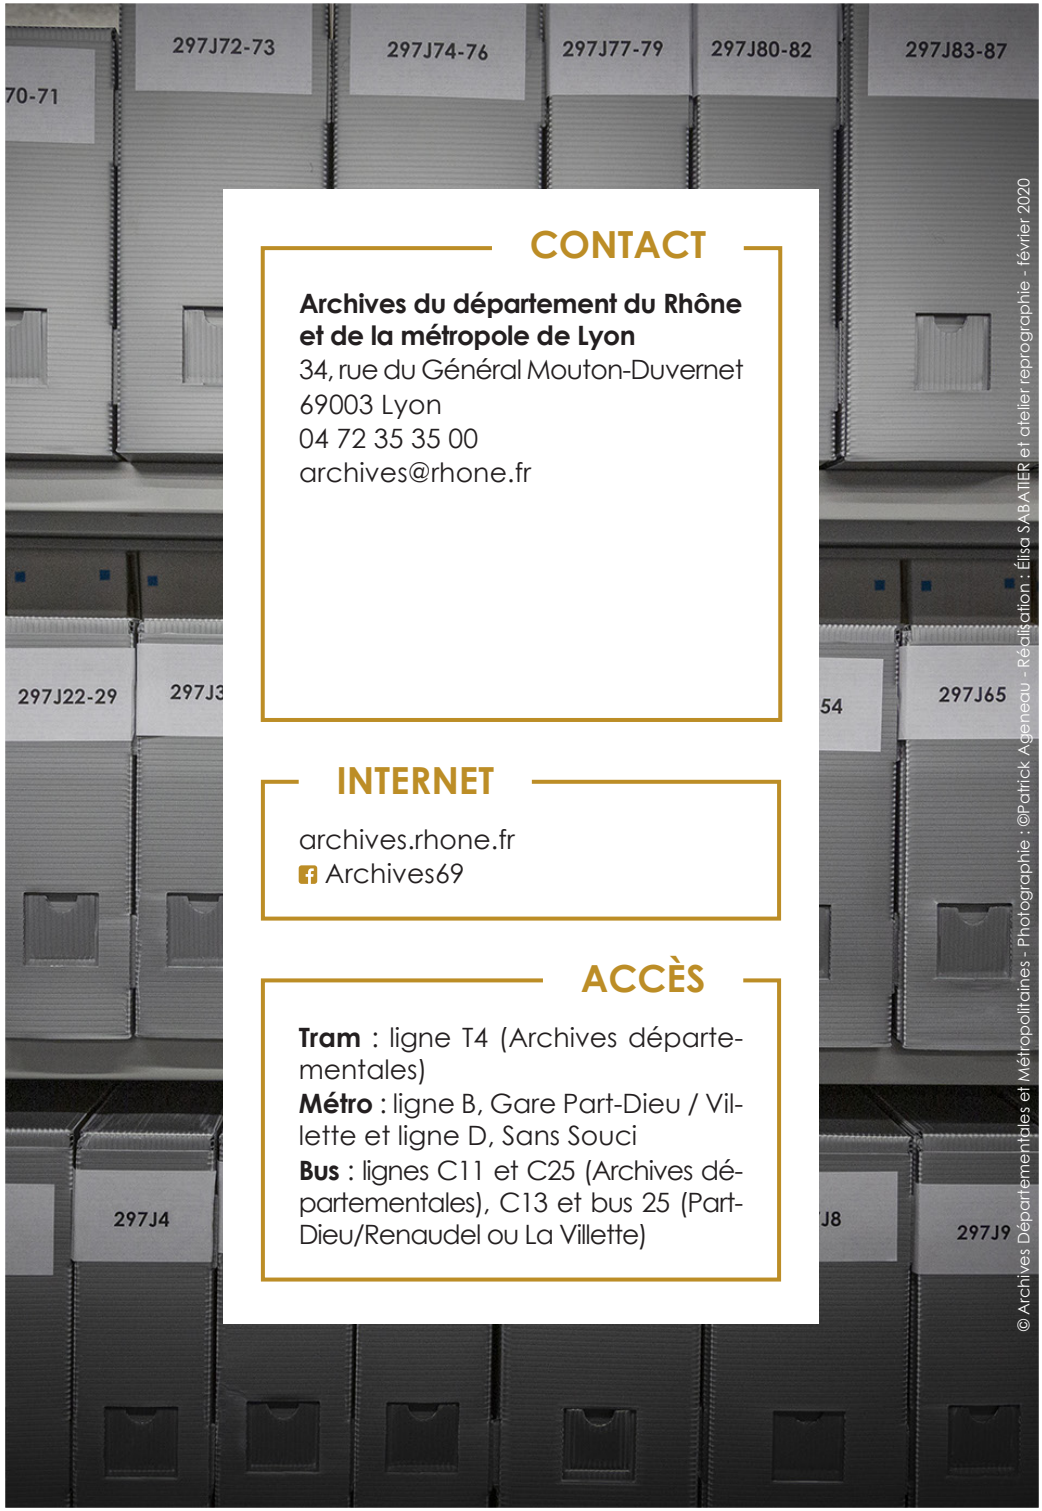 297J72-73
297J74-76
297J77-79
297J80-82
297J83-87
70-71
CONTACT
Archives du département du Rhône
et de la métropole de Lyon
34, rue du Général Mouton-Duvernet
69003 Lyon
04 72 35 35 00
archives@rhone.fr
297J22-29
297J3
54
297J65
INTERNET
archives.rhone.fr
Archives69
ACCÈS
Tram : ligne T4 (Archives départe-
mentales)
Métro : ligne B, Gare Part-Dieu / Vil-
lette et ligne D, Sans Souci
Bus : lignes C11 et C25 (Archives dé-
partementales), C13 et bus 25 (Part-
Dieu/Renaudel ou La Villette)
297J4
J8
297J9
© Archives Départementales et Métropolitaines - Photographie : ©Patrick Ageneau - Réalisation : Élisa SABATIER et atelier reprographie - février 2020